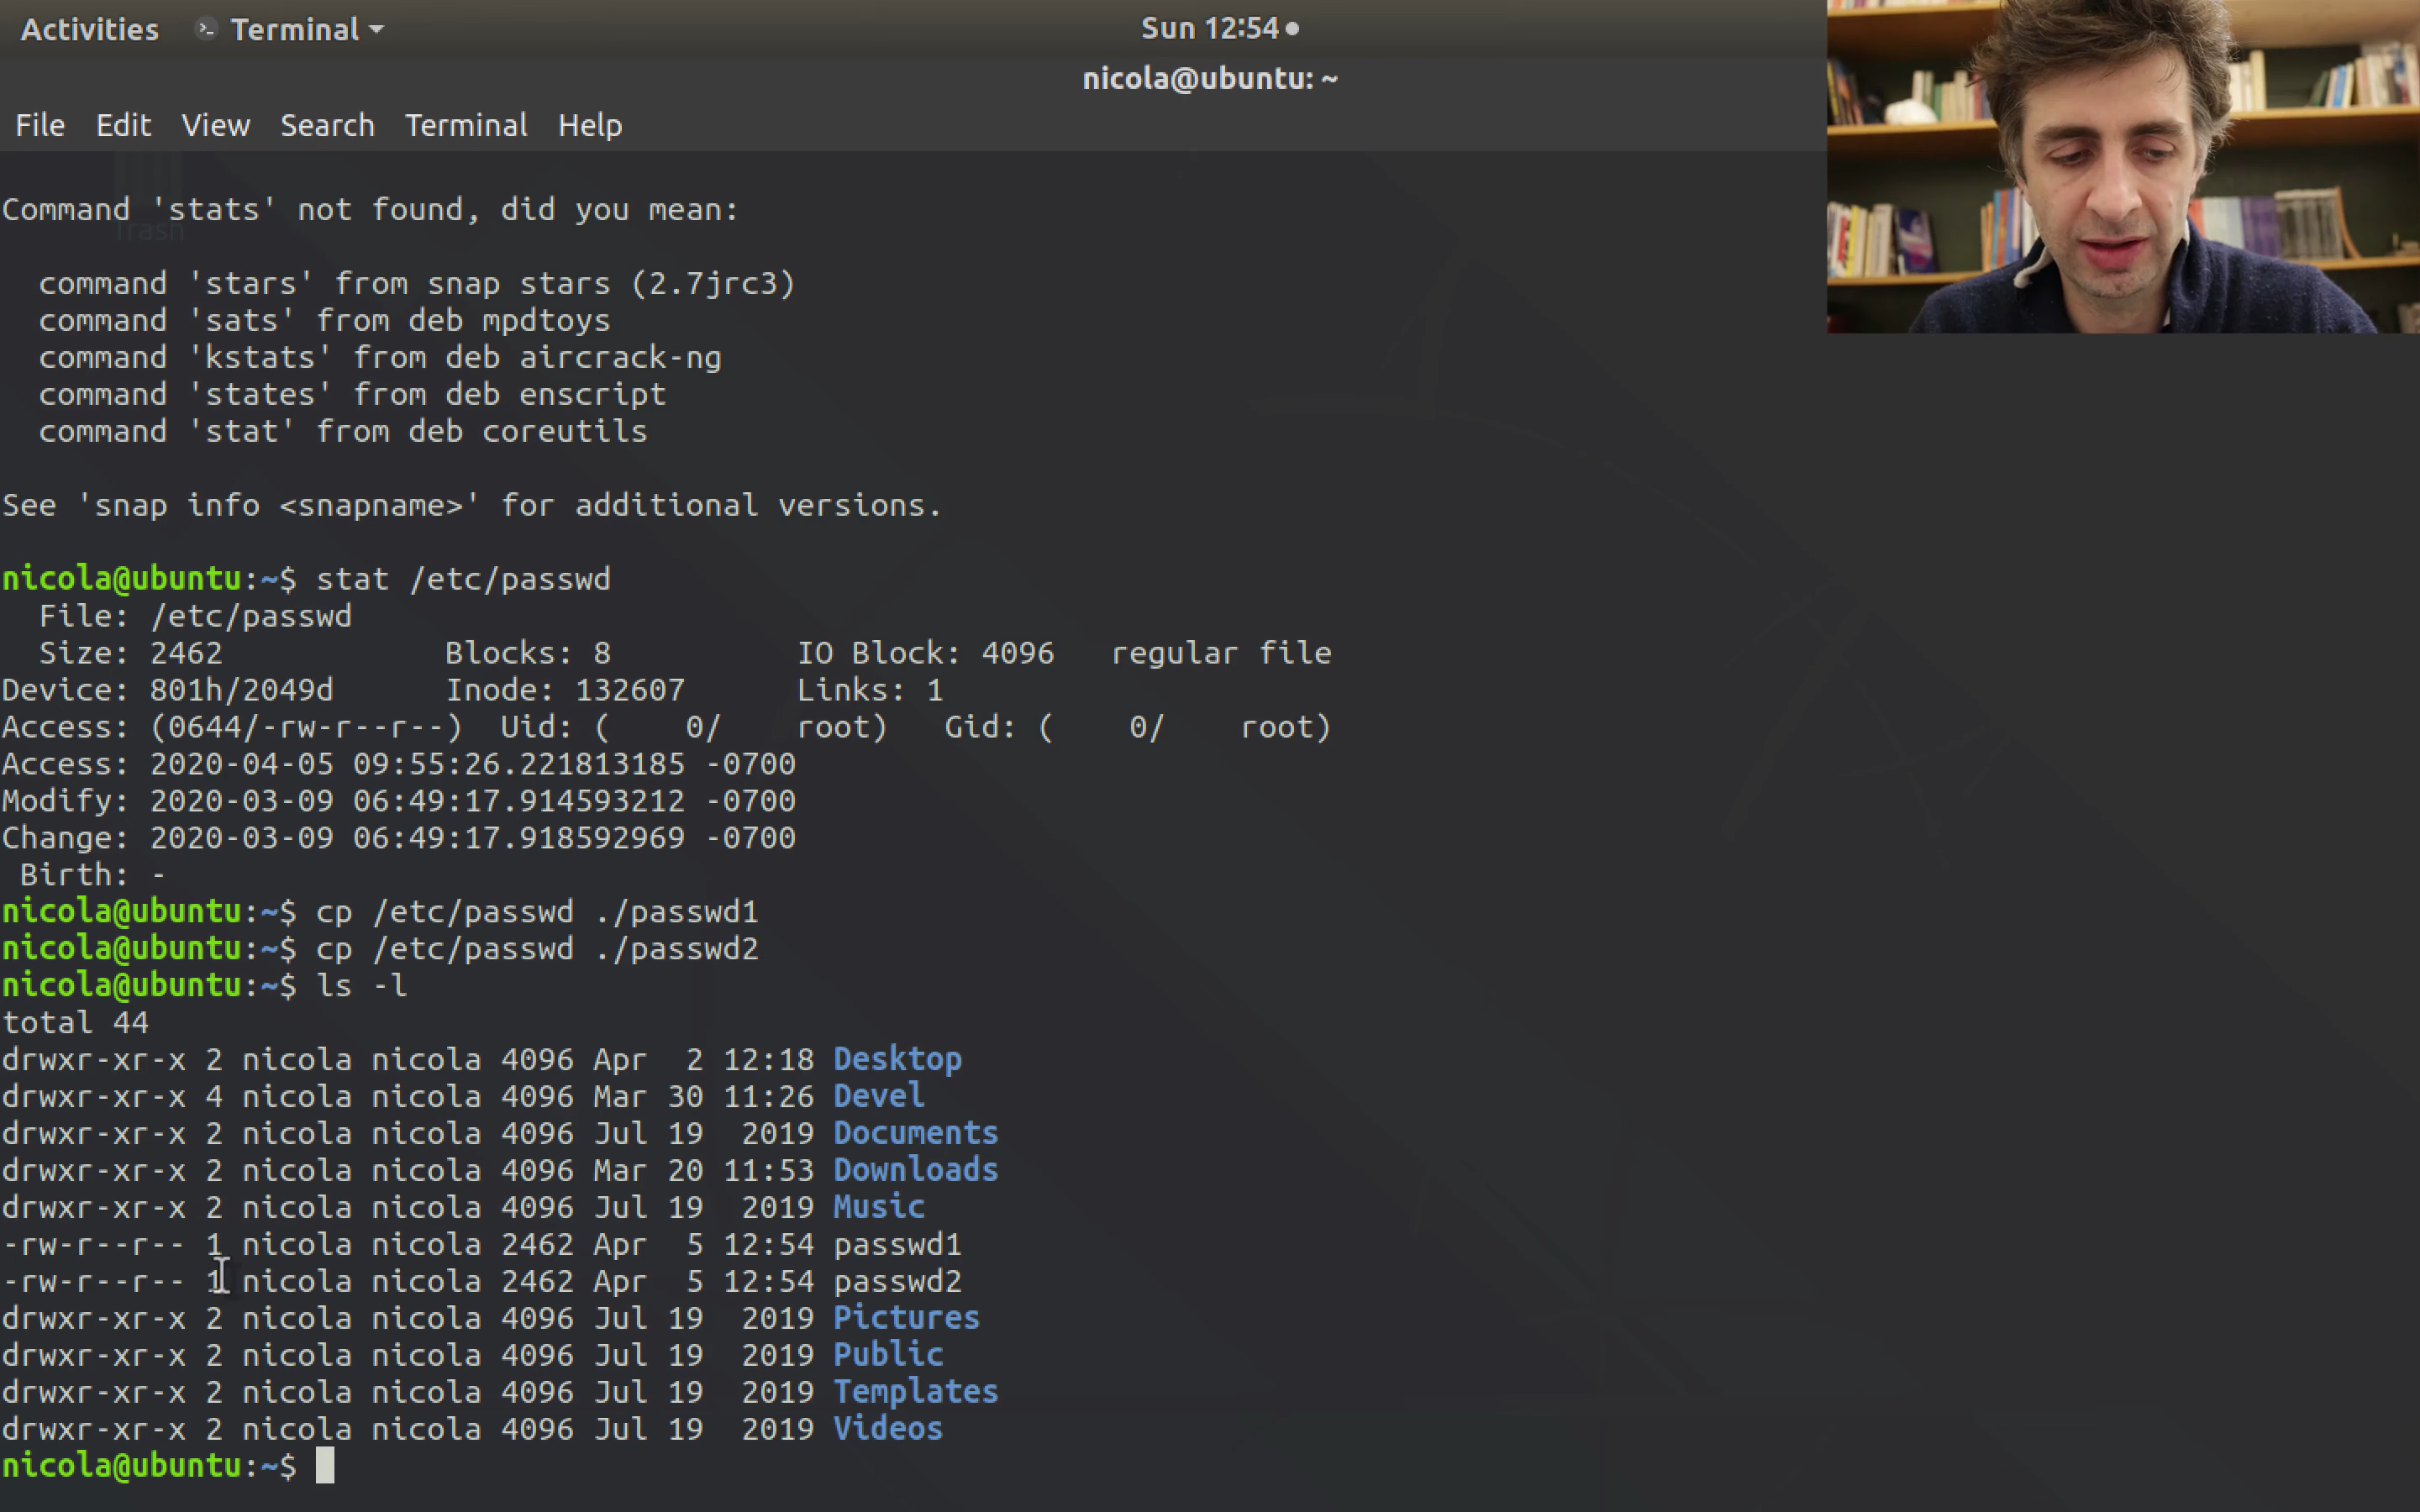 Activities Terminal Sun 12:54
nicola@ubuntu: ~
File Edit View Search Terminal Help
Trash
Command 'stats' not found, did you mean:
command 'stars' from snap stars (2.7jrc3)
command 'sats' from deb mpdtoys
command 'kstats' from deb aircrack-ng
command 'states' from deb enscript
command 'stat' from deb coreutils
See 'snap info <snapname>' for additional versions.
nicola@ubuntu:~$ stat /etc/passwd
File: /etc/passwd
Size: 2462 Blocks: 8 IO Block: 4096 regular file
Device: 801h/2049d Inode: 132607 Links: 1
Access: (0644/-rw-r--r--) Uid: ( 0/ root) Gid: ( 0/ root)
Access: 2020-04-05 09:55:26.221813185 -0700
Modify: 2020-03-09 06:49:17.914593212 -0700
Change: 2020-03-09 06:49:17.918592969 -0700
Birth: -
nicola@ubuntu:~$ cp /etc/passwd ./passwd1
nicola@ubuntu:~$ cp /etc/passwd ./passwd2
nicola@ubuntu:~$ ls -l
total 44
drwxr-xr-x 2 nicola nicola 4096 Apr 2 12:18 Desktop
drwxr-xr-x 4 nicola nicola 4096 Mar 30 11:26 Devel
drwxr-xr-x 2 nicola nicola 4096 Jul 19 2019 Documents
drwxr-xr-x 2 nicola nicola 4096 Mar 20 11:53 Downloads
drwxr-xr-x 2 nicola nicola 4096 Jul 19 2019 Music
-rw-r--r-- 1 nicola nicola 2462 Apr 5 12:54 passwd1
-rw-r--r-- 1 nicola nicola 2462 Apr 5 12:54 passwd2
drwxr-xr-x 2 nicola nicola 4096 Jul 19 2019 Pictures
drwxr-xr-x 2 nicola nicola 4096 Jul 19 2019 Public
drwxr-xr-x 2 nicola nicola 4096 Jul 19 2019 Templates
drwxr-xr-x 2 nicola nicola 4096 Jul 19 2019 Videos
nicola@ubuntu:~$